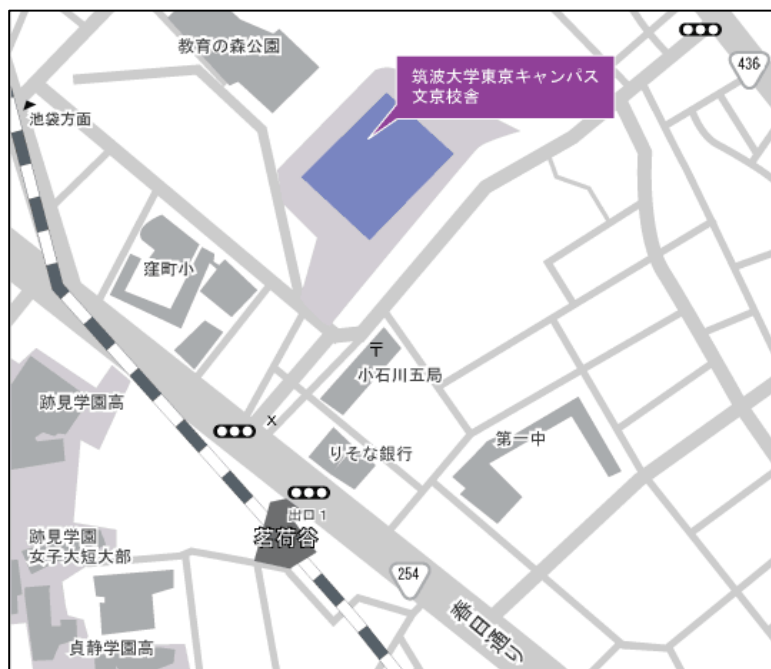 教育の森公園
436
筑波大学東京キャンパス
文京校舎
池袋方面
窪町小
〒
小石川五局
跡見学園高
X
りそな銀行
第一中
出口1
茗荷谷
跡見学園
女子大短大部
254
春日通り
貞静学園高